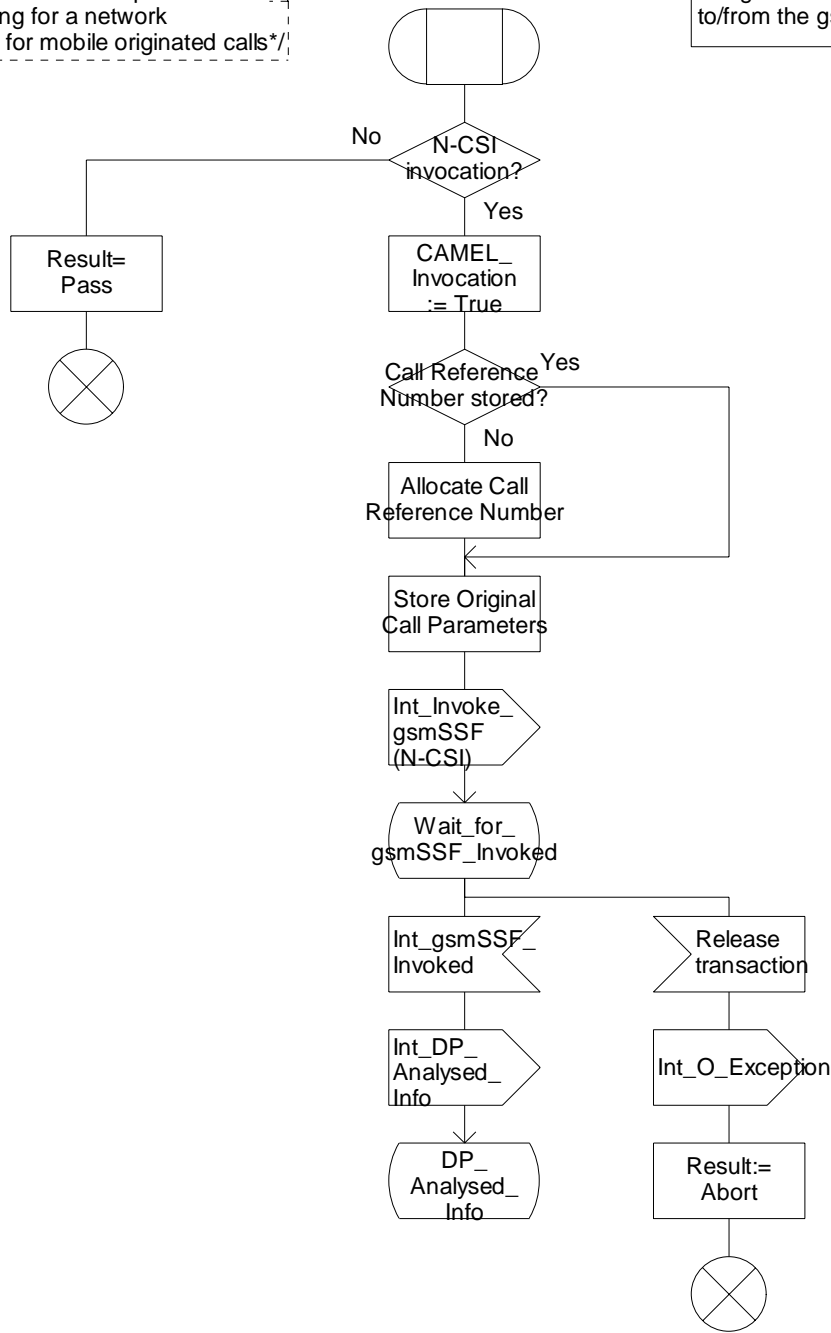 ng for a network
for mobile originated calls*/
to/from the gs
No
N-CSI
invocation?
Yes
Result=
Pass
CAMEL_
Invocation
:= True
Call Reference
Number stored?
Yes
No
Allocate Call
Reference Number
Store Original
Call Parameters
Int_Invoke_
gsmSSF
(N-CSI)
Wait_for_
gsmSSF_Invoked
Int_gsmSSF_
Invoked
Release
transaction
Int_DP_
Analysed_
Info
Int_O_Exception
DP_
Analysed_
Info
Result:=
Abort